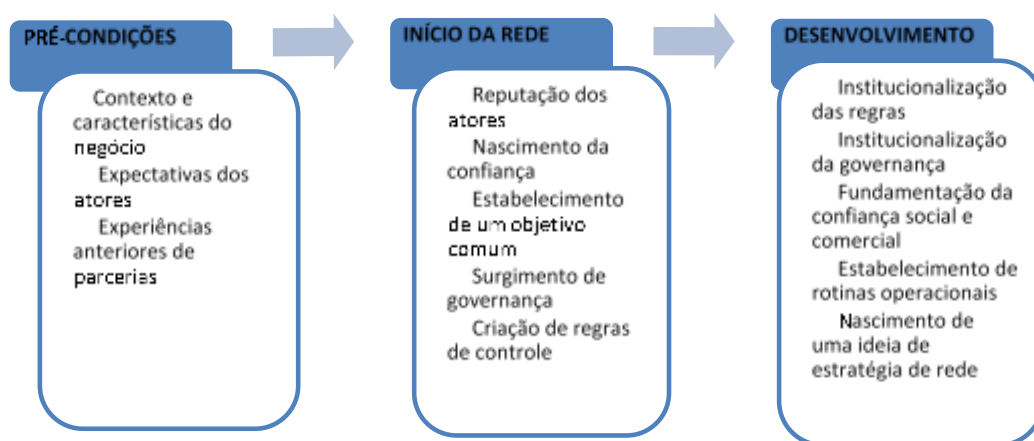 PRÉ-CONDIÇÕES
Contexto e
características do
negócio
Expectativas dos
atores
Experiências
anteriores de
parcerias
INÍCIO DA REDE
Reputação dos
atores
Nascimento da
confiança
Estabelecimento
de um objetivo
comum
Surgimento de
governança
Criação de regras
de controle
DESENVOLVIMENTO
Institucionalização
das regras
Institucionalização
da governança
Fundamentação da
confiança social e
comercial
Estabelecimento de
rotinas operacionais
Nascimento de
uma ideia de
estratégia de rede